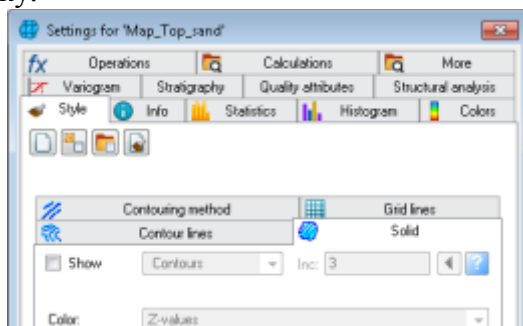 ky.
Settings for 'Map_Top_sand'
Operations Calculations More
Variogram Stratigraphy Quality attributes Structural analysis
Style Info Statistics Histogram Colors
Contouring method Grid lines
Contour lines Solid
Show Contours Inc: 3
Color: Z-values